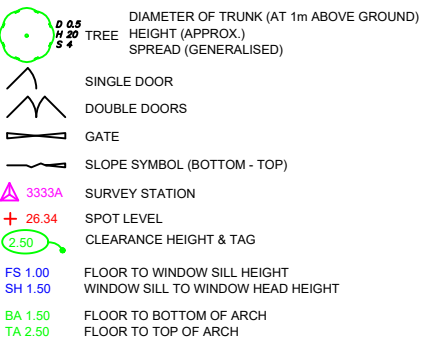 DIAMETER OF TRUNK (AT 1m ABOVE GROUND)
D 0.5
H 20 TREE HEIGHT (APPROX.)
S 4 SPREAD (GENERALISED)
SINGLE DOOR
DOUBLE DOORS
GATE
SLOPE SYMBOL (BOTTOM - TOP)
3333A SURVEY STATION
+ 26.34 SPOT LEVEL
2.50 CLEARANCE HEIGHT & TAG
FS 1.00 FLOOR TO WINDOW SILL HEIGHT
SH 1.50 WINDOW SILL TO WINDOW HEAD HEIGHT
BA 1.50 FLOOR TO BOTTOM OF ARCH
TA 2.50 FLOOR TO TOP OF ARCH